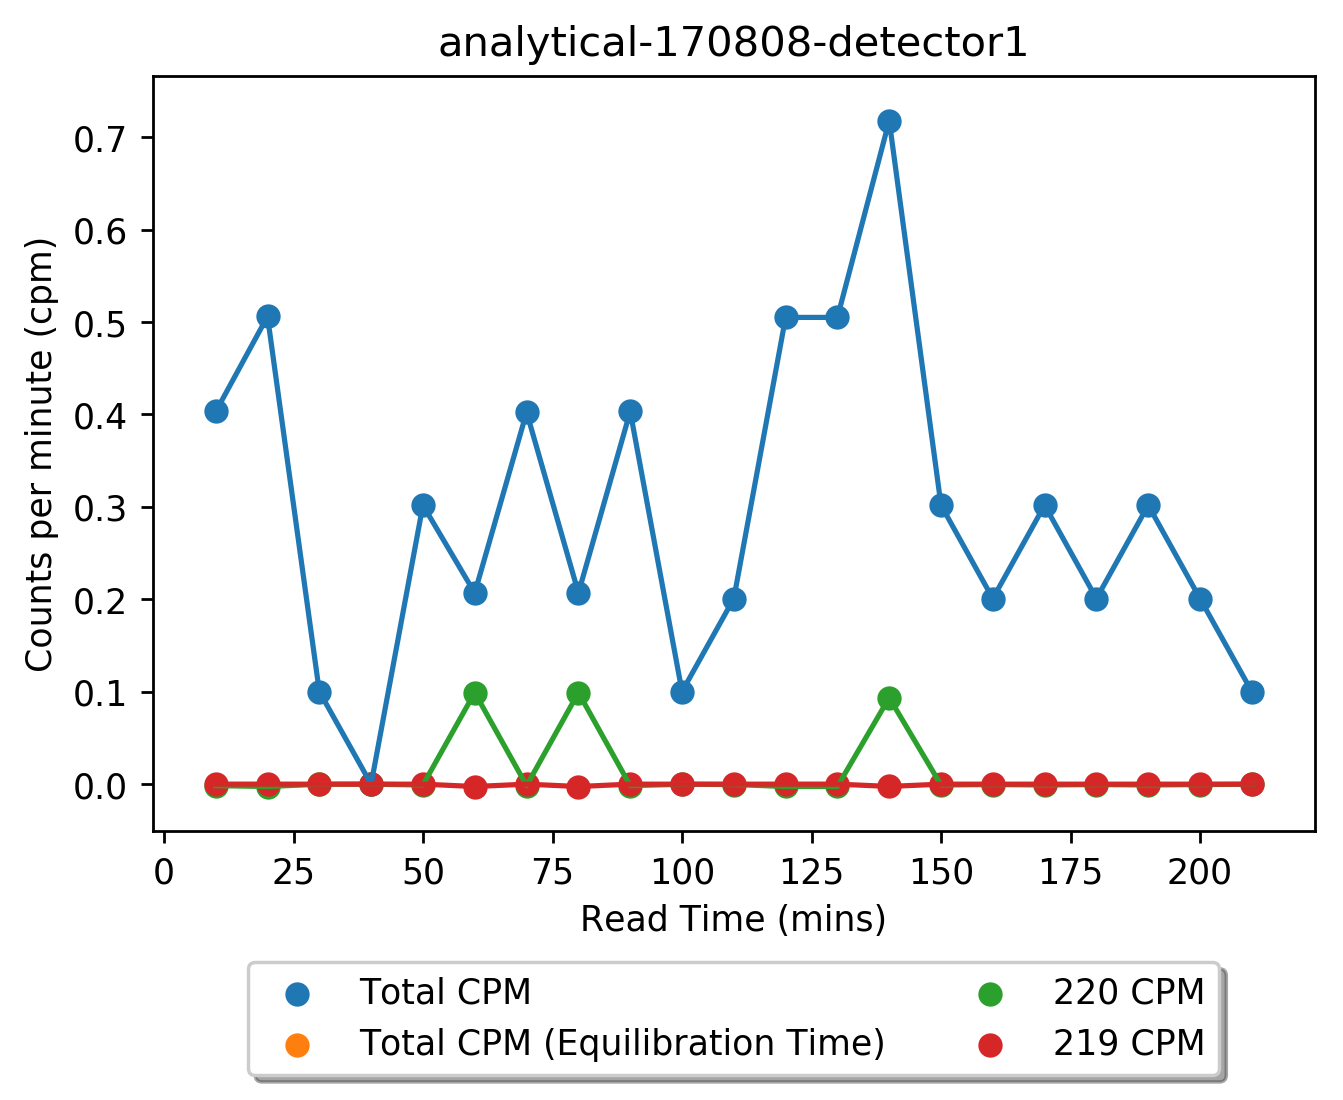 analytical-170808-detector1
Counts per minute (cpm)
0.7
0.6
0.5
0.4
0.3
0.2
0.1
0.0
0 25 50 75 100 125 150 175 200
Read Time (mins)
Total CPM 220 CPM
Total CPM (Equilibration Time) 219 CPM